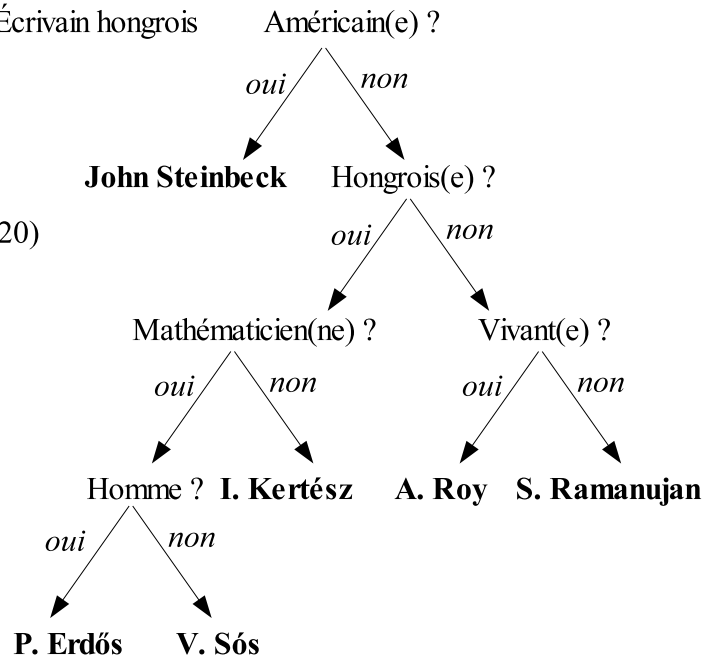 Écrivain hongrois Américain(e) ?
oui non
John Steinbeck Hongrois(e) ?
20)
oui non
Mathématicien(ne) ? Vivant(e) ?
oui non oui non
Homme ? I. Kertész A. Roy S. Ramanujan
oui non
P. Erdős V. Sós